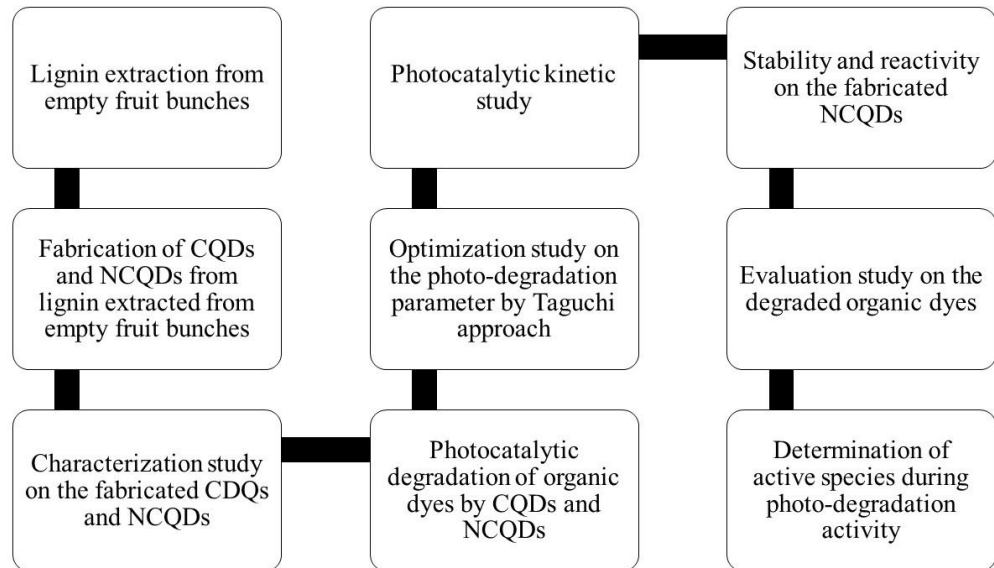 Lignin extraction from
empty fruit bunches
Fabrication of CQDs
and NCQDs from
lignin extracted from
empty fruit bunches
Characterization study
on the fabricated CDQs
and NCQDs
Photocatalytic
degradation of organic
dyes by CQDs and
NCQDs
Optimization study on
the photo-degradation
parameter by Taguchi
approach
Photocatalytic kinetic
study
Stability and reactivity
on the fabricated
NCQDs
Evaluation study on the
degraded organic dyes
Determination of
active species during
photo-degradation
activity